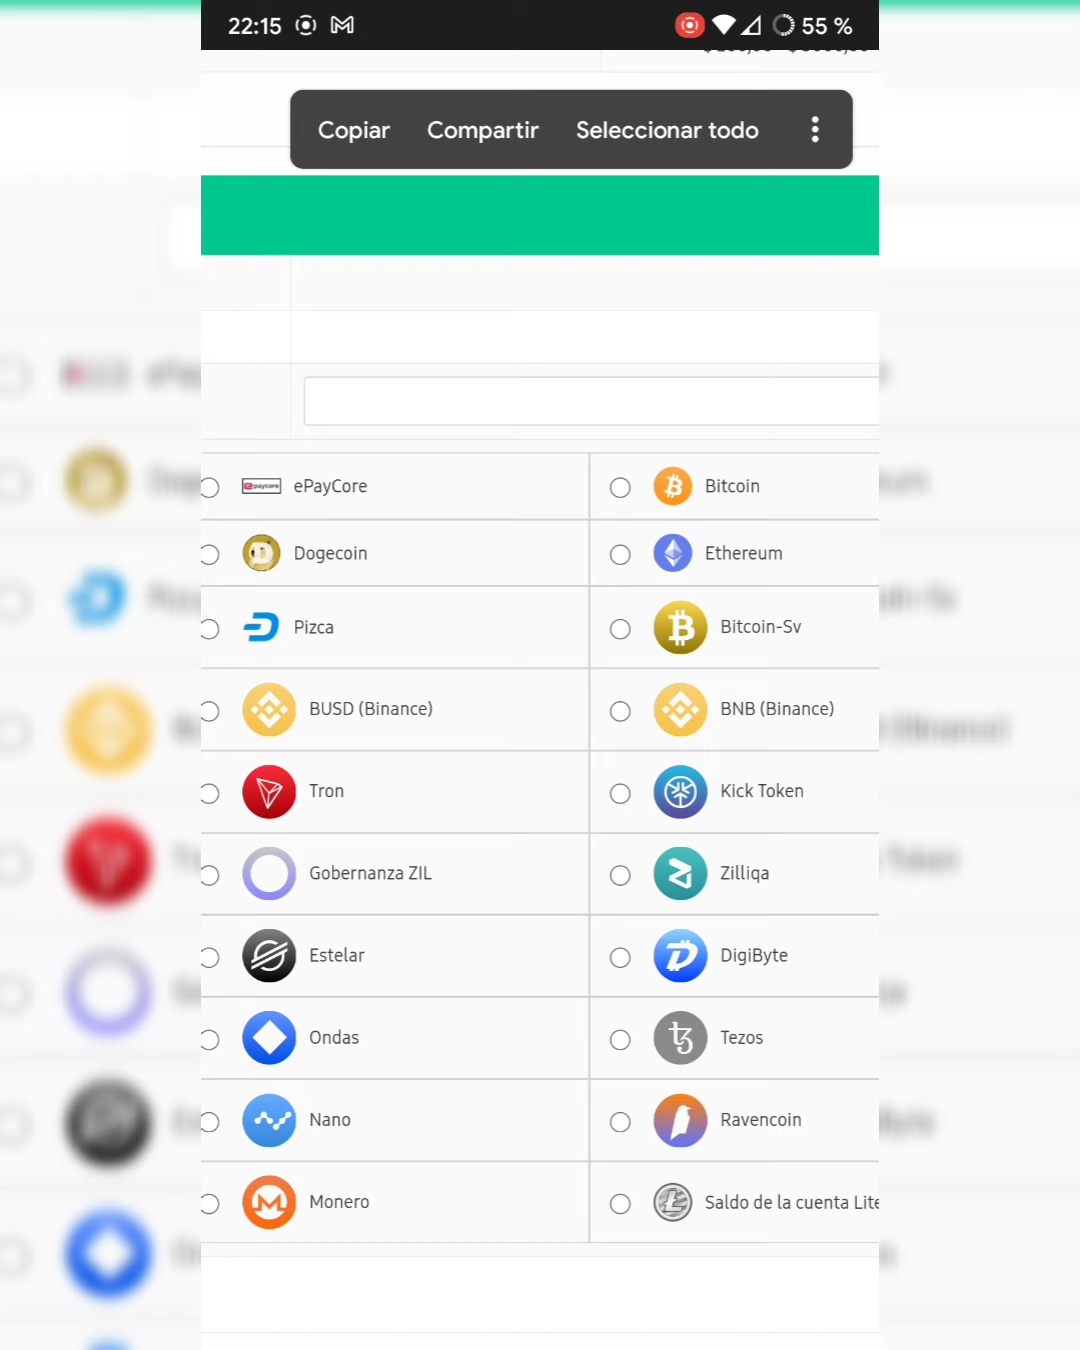 22:15 55 %
Copiar Compartir Seleccionar todo
ePayCore Bitcoin
Dogecoin Ethereum
Pizca Bitcoin-Sv
BUSD (Binance) BNB (Binance)
Tron Kick Token
Gobernanza ZIL Zilliqa
Estelar DigiByte
Ondas Tezos
Nano Ravencoin
Monero Saldo de la cuenta Lite